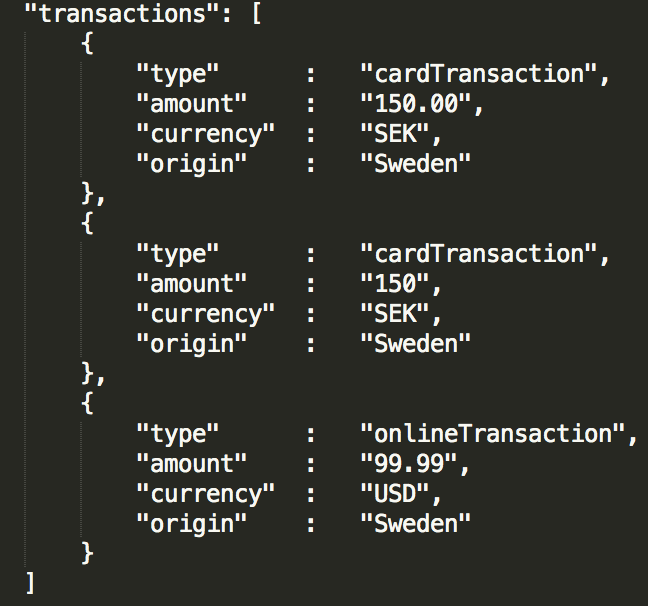 "transactions": [
    {
        "type"      :   "cardTransaction",
        "amount"    :   "150.00",
        "currency"  :   "SEK",
        "origin"    :   "Sweden"
    },
    {
        "type"      :   "cardTransaction",
        "amount"    :   "150",
        "currency"  :   "SEK",
        "origin"    :   "Sweden"
    },
    {
        "type"      :   "onlineTransaction",
        "amount"    :   "99.99",
        "currency"  :   "USD",
        "origin"    :   "Sweden"
    }
]